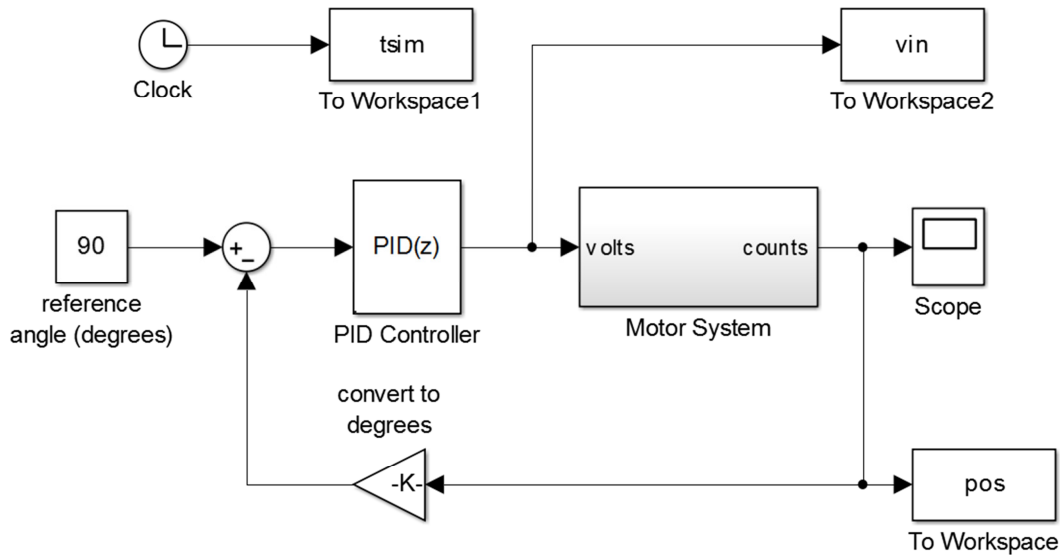 tsim
vin
Clock
To Workspace1
To Workspace2
90
+
-
PID(z)
volts
counts
reference
angle (degrees)
PID Controller
Motor System
Scope
convert to
degrees
-K-
pos
To Workspace